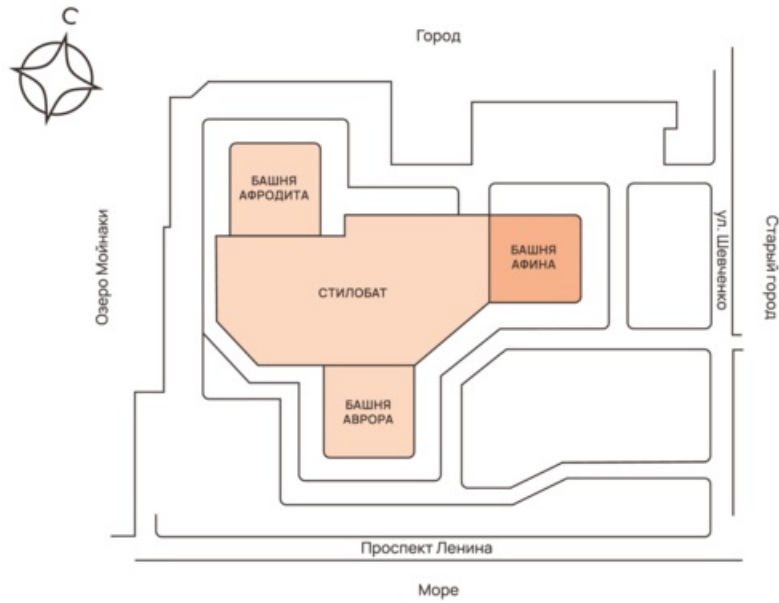 С
Город
БАШНЯ
АФРОДИТА
Озеро Мойнаки
БАШНЯ
АФИНА
ул. Шевченко
Старый город
СТИЛОБАТ
БАШНЯ
АВРОРА
Проспект Ленина
Море